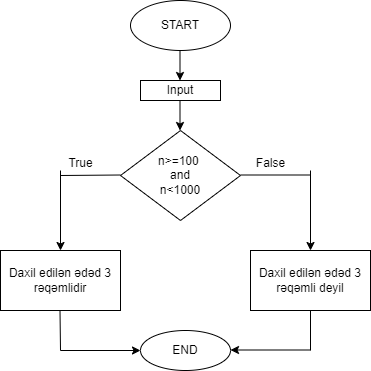 START
Input
True
n>=100
and
n<1000
False
Daxil edilən ədəd 3
rəqəmlidir
Daxil edilən ədəd 3
rəqəmli deyil
END